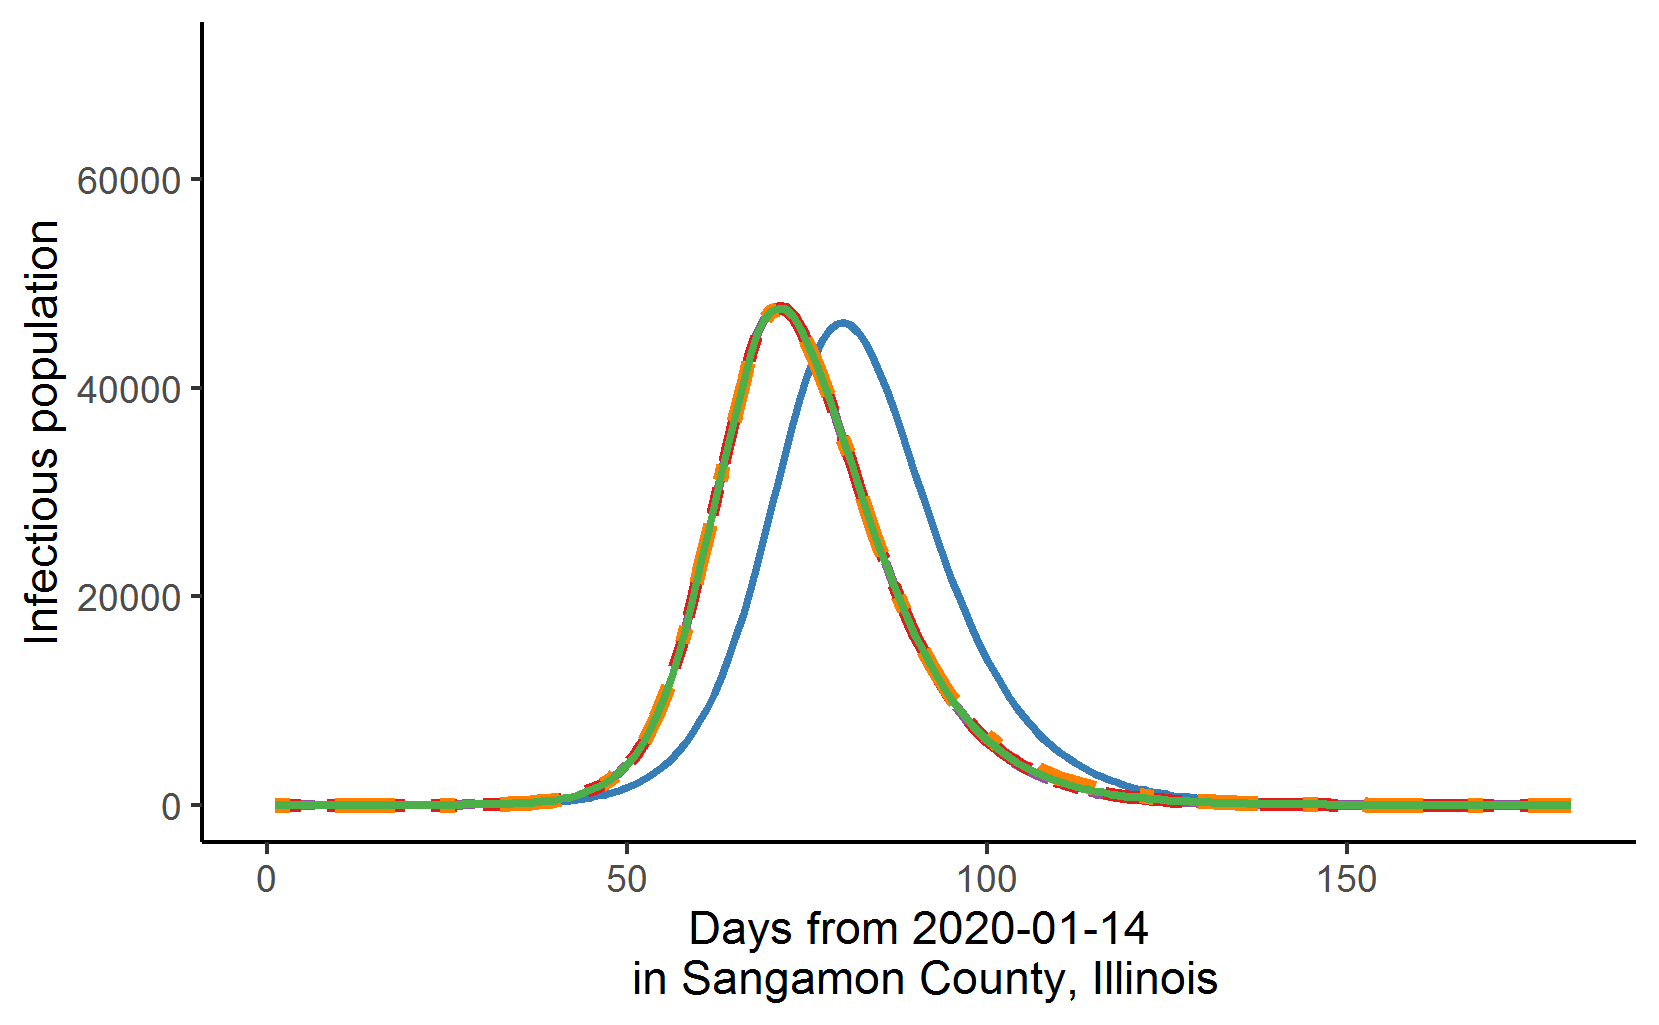 60000
40000
20000
0
Infectious population
0 50 100 150
Days from 2020-01-14
in Sangamon County, Illinois